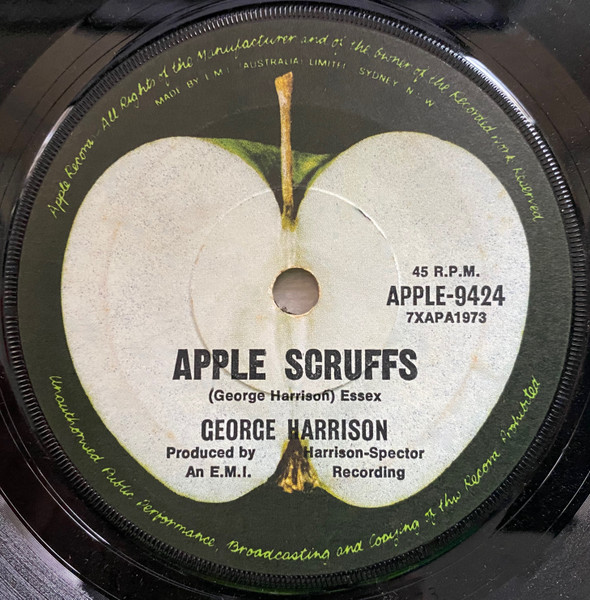 Apple Records All Rights of the Manufacturer and of the Owner of the Recorded Work Reserved
MADE BY E.M.I. (AUSTRALIA) LIMITED SYDNEY N.S.W.
45 R.P.M.
APPLE-9424
7XAPA1973
APPLE SCRUFFS
(George Harrison) Essex
GEORGE HARRISON
Produced by Harrison-Spector
An E.M.I. Recording
Unauthorised Public Performance, Broadcasting and Copying of this Record Prohibited